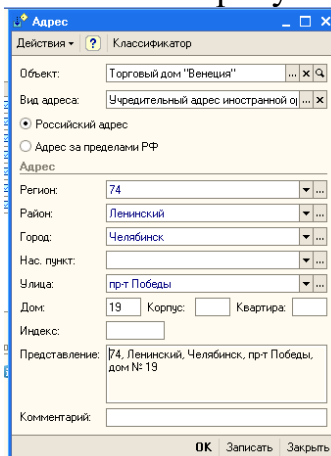 Адрес
Действия ? Классификатор
Объект: Торговый дом "Венеция" ... x
Вид адреса: Учредительный адрес иностранной ор ... x
Российский адрес
Адрес за пределами РФ
Адрес
Регион: 74 ...
Район: Ленинский ...
Город: Челябинск ...
Нас. пункт: ...
Улица: пр-т Победы ...
Дом: 19 Корпус: Квартира:
Индекс:
Представление: 74, Ленинский, Челябинск, пр-т Победы,
дом № 19
Комментарий:
OK Записать Закрыть